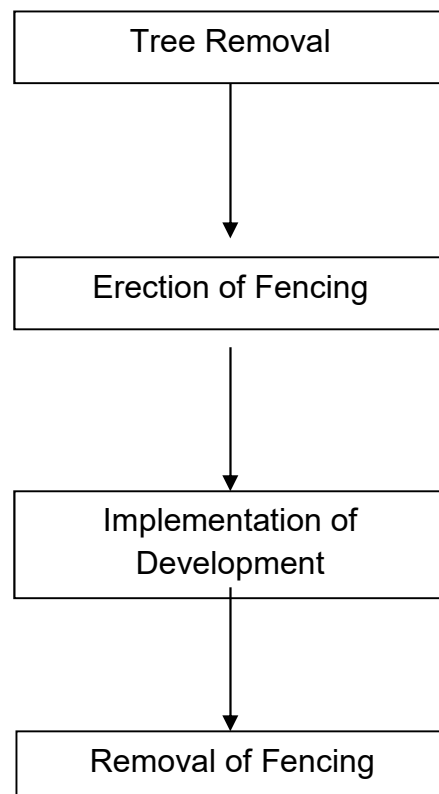 Tree Removal
Erection of Fencing
Implementation of
Development
Removal of Fencing